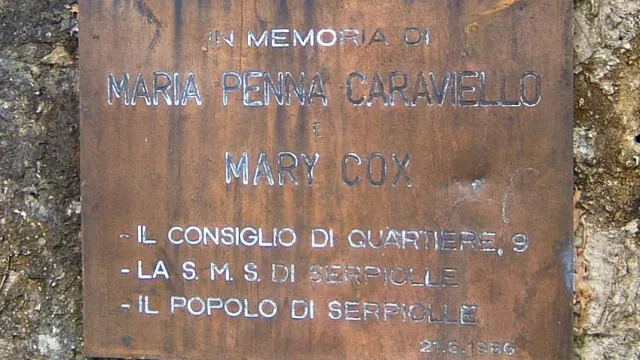 IN MEMORIA DI
MARIA PENNA CARAVIELLO
E
MARY COX
- IL CONSIGLIO DI QUARTIERE, 9
- LA S. M. S. DI SERPIOLLE
- IL POPOLO DI SERPIOLLE